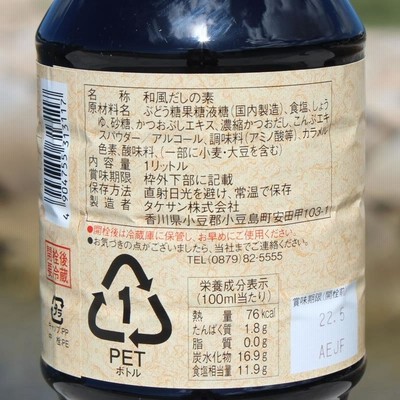 名称 和風だしの素
原材料名 ぶどう糖果糖液糖(国内製造)、食塩、しょう
ゆ、砂糖、かつおぶしエキス、濃縮かつおだし、こんぶエキ
スパウダー、アルコール、調味料(アミノ酸等)、カラメル
色素、酸味料、(一部に小麦・大豆を含む)
内容量 1リットル
賞味期限 枠外下部に記載
保存方法 直射日光を避け、常温で保存
製造者 タケサン株式会社
香川県小豆郡小豆島町安田甲103-1
●開栓後は冷蔵庫に保管し、お早めにご使用ください。
●お気づきの点がございましたら、当社までご連絡ください。
TEL(0879)82-5555
4904755313117
開栓後
要冷蔵
プラ
キャップPP
1
PET
ボトル
栄養成分表示
(100ml当たり)
熱量 76kcal
たんぱく質 1.8g
脂質 0.0g
炭水化物 16.9g
食塩相当量 11.9g
賞味期限(開栓前)
22.5
AEJF